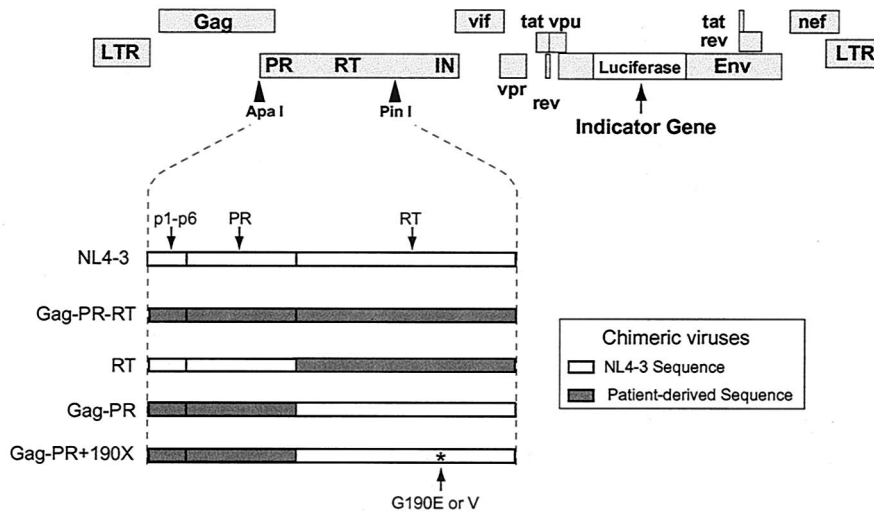 Gag
vif
tat vpu
tat
rev
nef
LTR
PR RT IN
Luciferase
Env
LTR
vpr
rev
Apa I
Pin I
Indicator Gene
p1-p6
PR
RT
NL4-3
Gag-PR-RT
RT
Gag-PR
Gag-PR+190X
*
G190E or V
Chimeric viruses
NL4-3 Sequence
Patient-derived Sequence